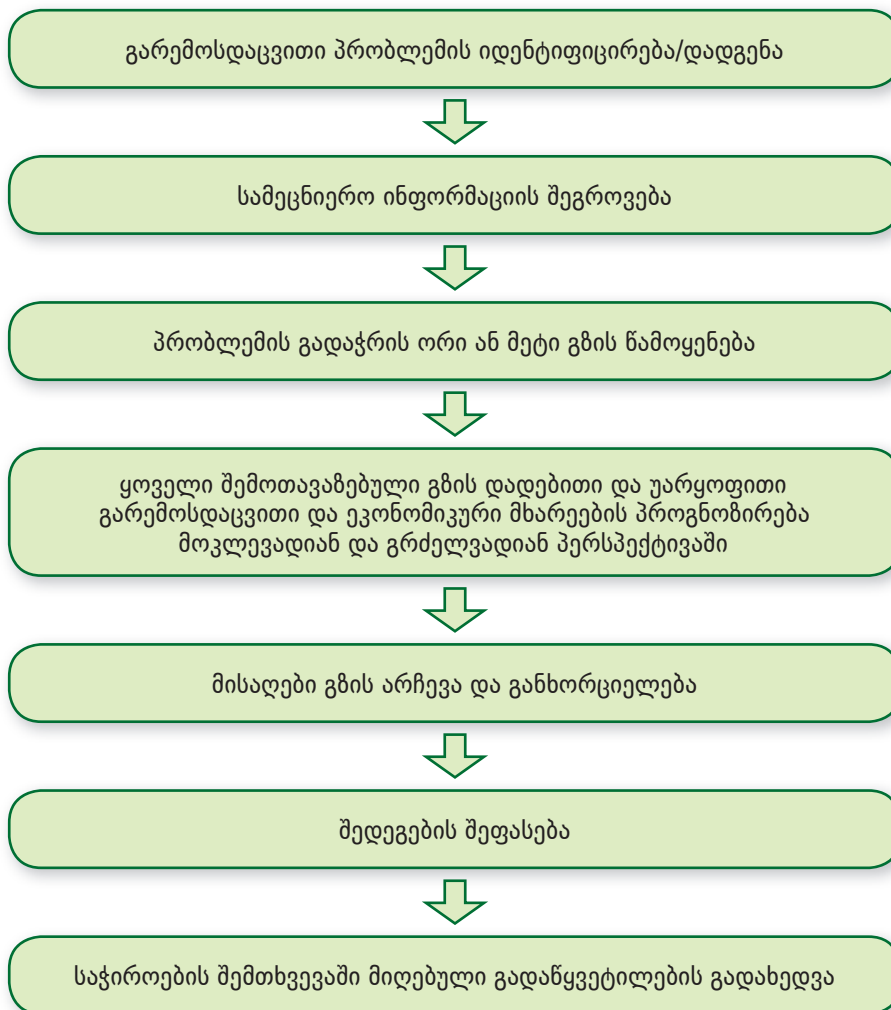 გარემოსდაცვითი პრობლემის იდენტიფიცირება/დადგენა
სამეცნიერო ინფორმაციის შეგროვება
პრობლემის გადაჭრის ორი ან მეტი გზის წამოყენება
ყოველი შემოთავაზებული გზის დადებითი და უარყოფითი
გარემოსდაცვითი და ეკონომიკური მხარეების პროგნოზირება
მოკლევადიან და გრძელვადიან პერსპექტივაში
მისაღები გზის არჩევა და განხორციელება
შედეგების შეფასება
საჭიროების შემთხვევაში მიღებული გადაწყვეტილების გადახედვა